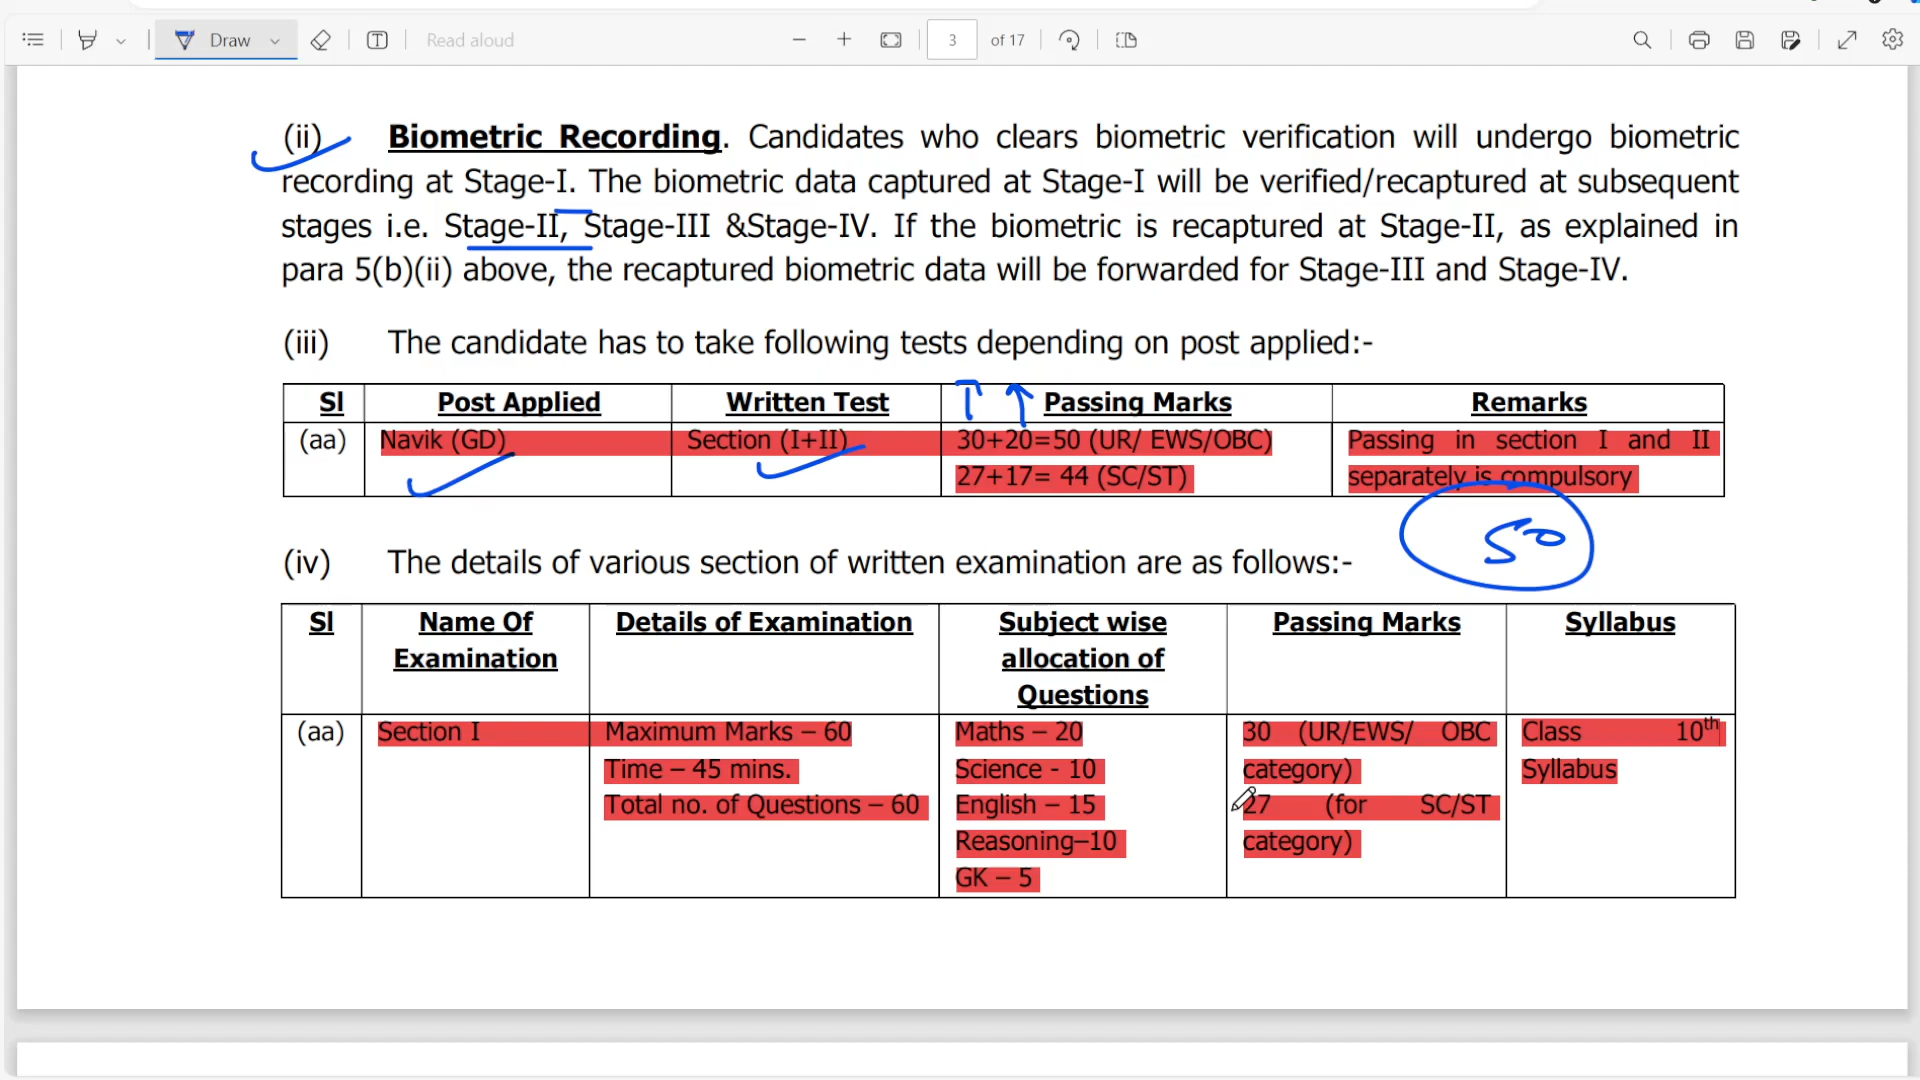 Draw
Read aloud
3 of 17
(ii) Biometric Recording. Candidates who clears biometric verification will undergo biometric
recording at Stage-I. The biometric data captured at Stage-I will be verified/recaptured at subsequent
stages i.e. Stage-II, Stage-III &Stage-IV. If the biometric is recaptured at Stage-II, as explained in
para 5(b)(ii) above, the recaptured biometric data will be forwarded for Stage-III and Stage-IV.
(iii) The candidate has to take following tests depending on post applied:-
Sl Post Applied Written Test Passing Marks Remarks
(aa) Navik (GD) Section (I+II) 30+20=50 (UR/ EWS/OBC) Passing in section I and II
27+17= 44 (SC/ST) separately is compulsory
50
(iv) The details of various section of written examination are as follows:-
Sl Name Of Details of Examination Subject wise Passing Marks Syllabus
Examination allocation of
Questions
(aa) Section I Maximum Marks – 60 Maths – 20 30 (UR/EWS/ OBC Class 10th
Time – 45 mins. Science - 10 category) Syllabus
Total no. of Questions – 60 English – 15 27 (for SC/ST
Reasoning–10 category)
GK – 5